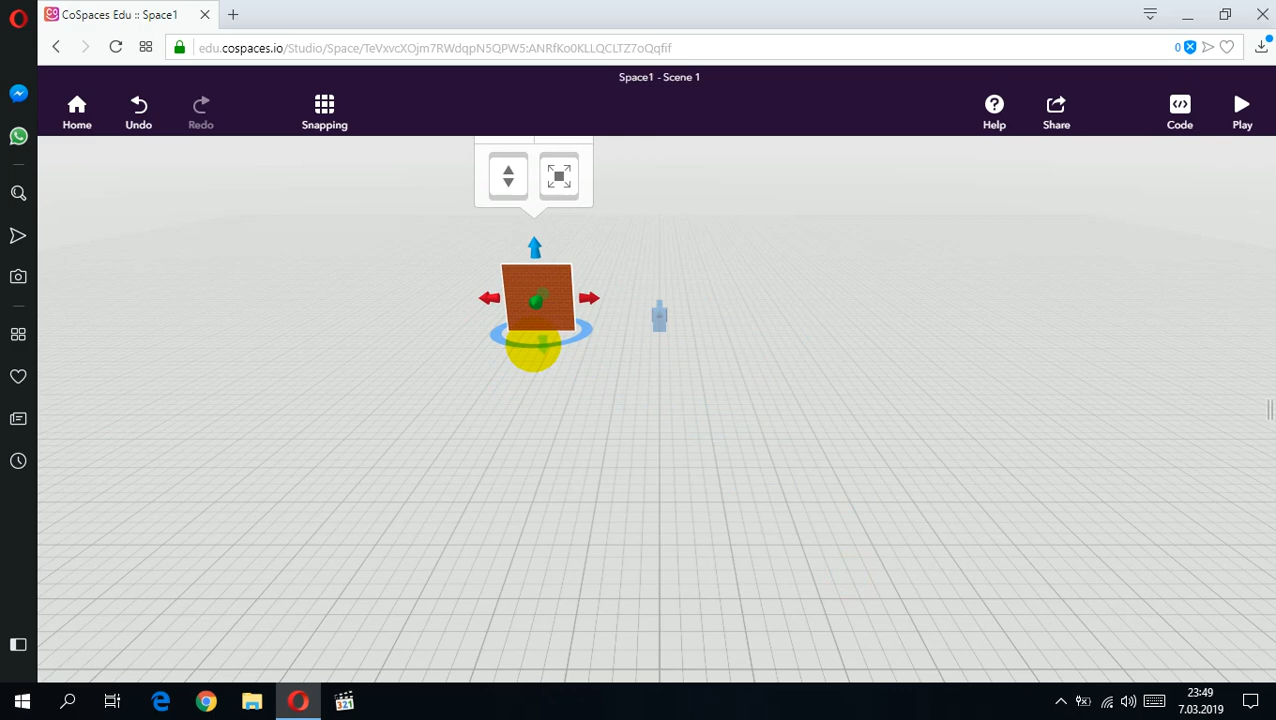 CoSpaces Edu :: Space1
edu.cospaces.io/Studio/Space/TeVxvcXOjm7RWdqpN5QPW5:ANRfKo0KLLQCLTZ7oQqfif
0
Space1 - Scene 1
Home
Undo
Redo
Snapping
Help
Share
Code
Play
321
23:49
7.03.2019